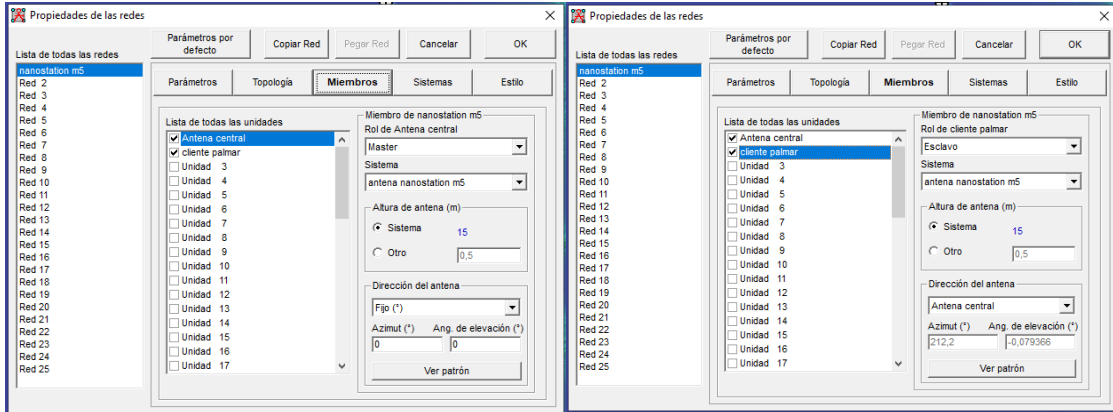 Propiedades de las redes
Parámetros por defecto
Copiar Red
Pegar Red
Cancelar
OK
Lista de todas las redes
nanostation m5
Red 2
Red 3
Red 4
Red 5
Red 6
Red 7
Red 8
Red 9
Red 10
Red 11
Red 12
Red 13
Red 14
Red 15
Red 16
Red 17
Red 18
Red 19
Red 20
Red 21
Red 22
Red 23
Red 24
Red 25
Parámetros
Topología
Miembros
Sistemas
Estilo
Lista de todas las unidades
Antena central
cliente palmar
Unidad 3
Unidad 4
Unidad 5
Unidad 6
Unidad 7
Unidad 8
Unidad 9
Unidad 10
Unidad 11
Unidad 12
Unidad 13
Unidad 14
Unidad 15
Unidad 16
Unidad 17
Miembro de nanostation m5
Rol de Antena central
Master
Sistema
antena nanostation m5
Altura de antena (m)
Sistema 15
Otro 0,5
Dirección del antena
Fijo (°)
Azimut (°) Ang. de elevación (°)
0 0
Ver patrón
Propiedades de las redes
Parámetros por defecto
Copiar Red
Pegar Red
Cancelar
OK
Lista de todas las redes
nanostation m5
Red 2
Red 3
Red 4
Red 5
Red 6
Red 7
Red 8
Red 9
Red 10
Red 11
Red 12
Red 13
Red 14
Red 15
Red 16
Red 17
Red 18
Red 19
Red 20
Red 21
Red 22
Red 23
Red 24
Red 25
Parámetros
Topología
Miembros
Sistemas
Estilo
Lista de todas las unidades
Antena central
cliente palmar
Unidad 3
Unidad 4
Unidad 5
Unidad 6
Unidad 7
Unidad 8
Unidad 9
Unidad 10
Unidad 11
Unidad 12
Unidad 13
Unidad 14
Unidad 15
Unidad 16
Unidad 17
Miembro de nanostation m5
Rol de cliente palmar
Esclavo
Sistema
antena nanostation m5
Altura de antena (m)
Sistema 15
Otro 0,5
Dirección del antena
Antena central
Azimut (°) Ang. de elevación (°)
212,2 -0,079366
Ver patrón